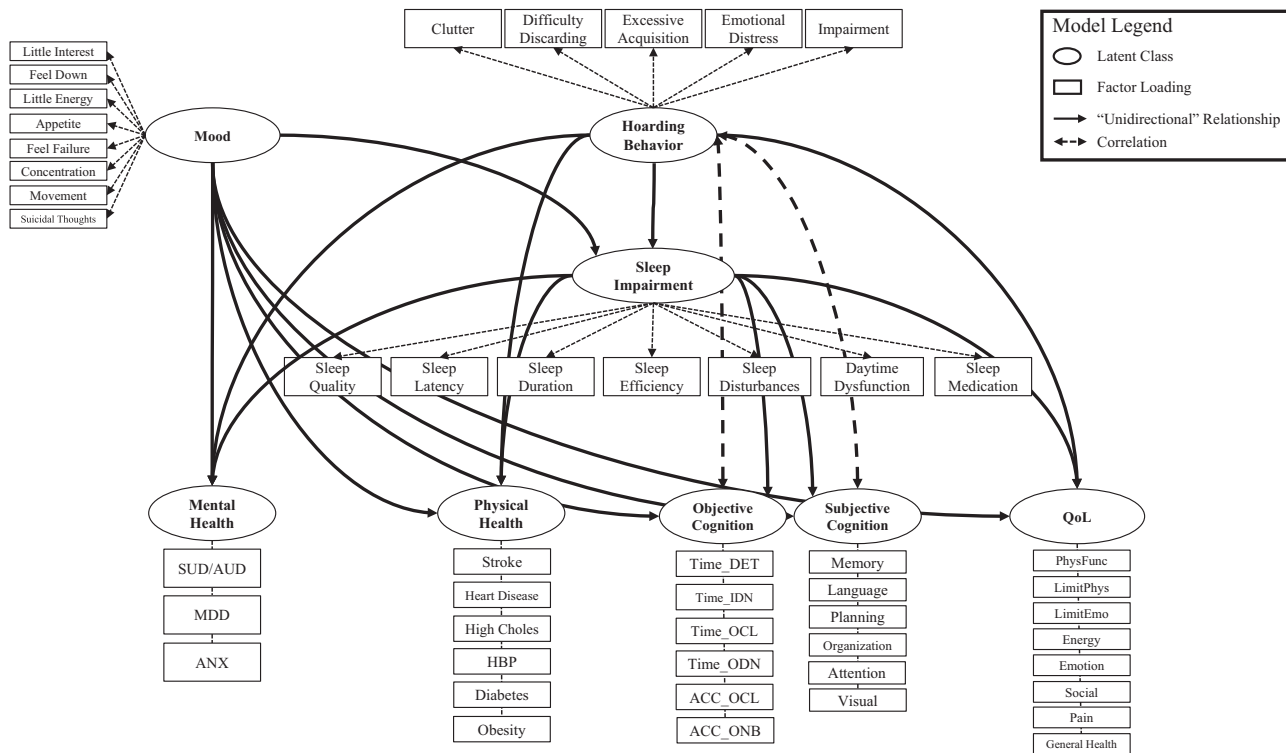 Clutter
Difficulty
Discarding
Excessive
Acquisition
Emotional
Distress
Impairment
Model Legend
Latent Class
Factor Loading
“Unidirectional” Relationship
Correlation
Little Interest
Feel Down
Little Energy
Appetite
Feel Failure
Concentration
Movement
Suicidal Thoughts
Mood
Hoarding
Behavior
Sleep
Impairment
Sleep
Quality
Sleep
Latency
Sleep
Duration
Sleep
Efficiency
Sleep
Disturbances
Daytime
Dysfunction
Sleep
Medication
Mental
Health
SUD/AUD
MDD
ANX
Physical
Health
Stroke
Heart Disease
High Choles
HBP
Diabetes
Obesity
Objective
Cognition
Time_DET
Time_IDN
Time_OCL
Time_ODN
ACC_OCL
ACC_ONB
Subjective
Cognition
Memory
Language
Planning
Organization
Attention
Visual
QoL
PhysFunc
LimitPhys
LimitEmo
Energy
Emotion
Social
Pain
General Health